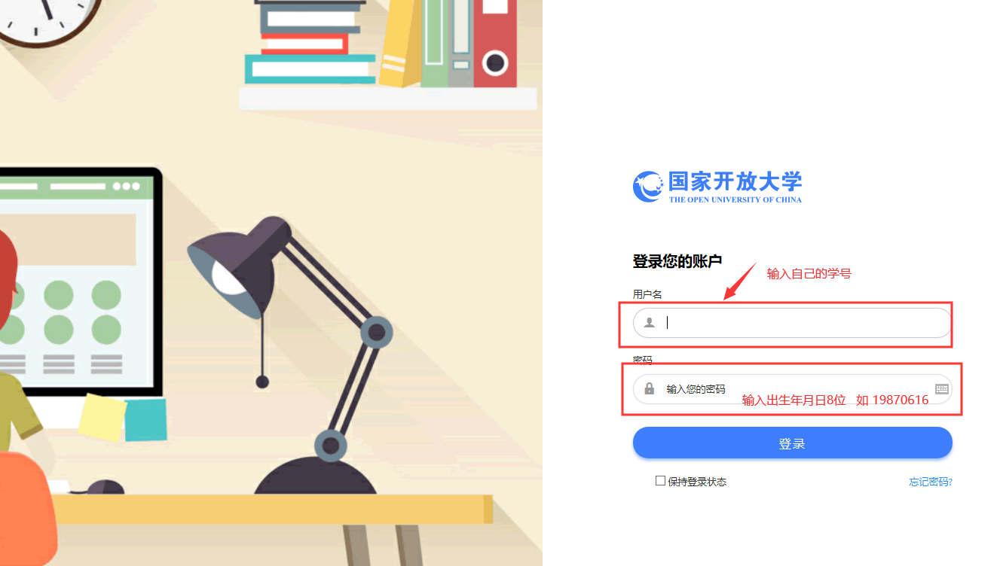 国家开放大学
THE OPEN UNIVERSITY OF CHINA
登录您的账户
输入自己的学号
用户名
密码
输入您的密码
输入出生年月日8位 如 19870616
登录
保持登录状态
忘记密码?